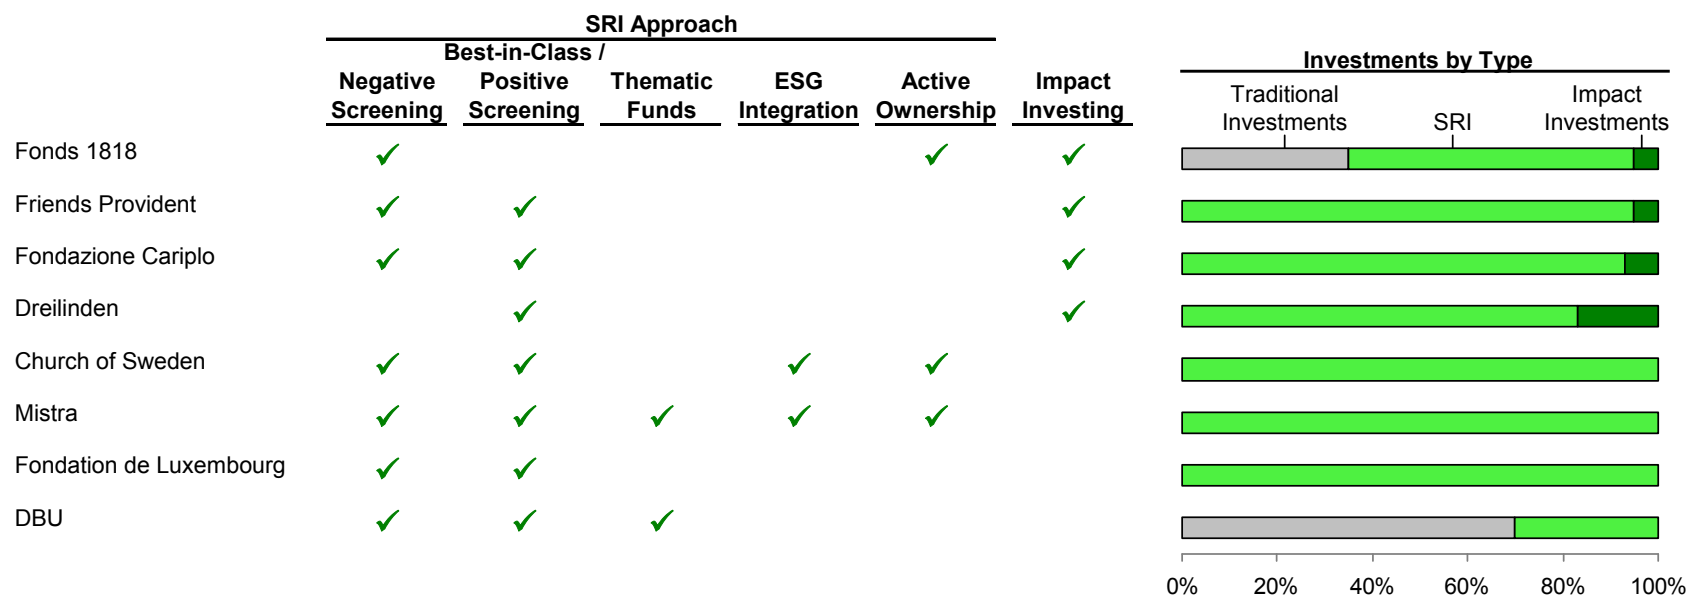 SRI Approach
Best-in-Class /
Negative Positive Thematic ESG Active Impact
Screening Screening Funds Integration Ownership Investing
Investments by Type
Traditional Impact
Investments SRI Investments
Fonds 1818
Friends Provident
Fondazione Cariplo
Dreilinden
Church of Sweden
Mistra
Fondation de Luxembourg
DBU
0% 20% 40% 60% 80% 100%